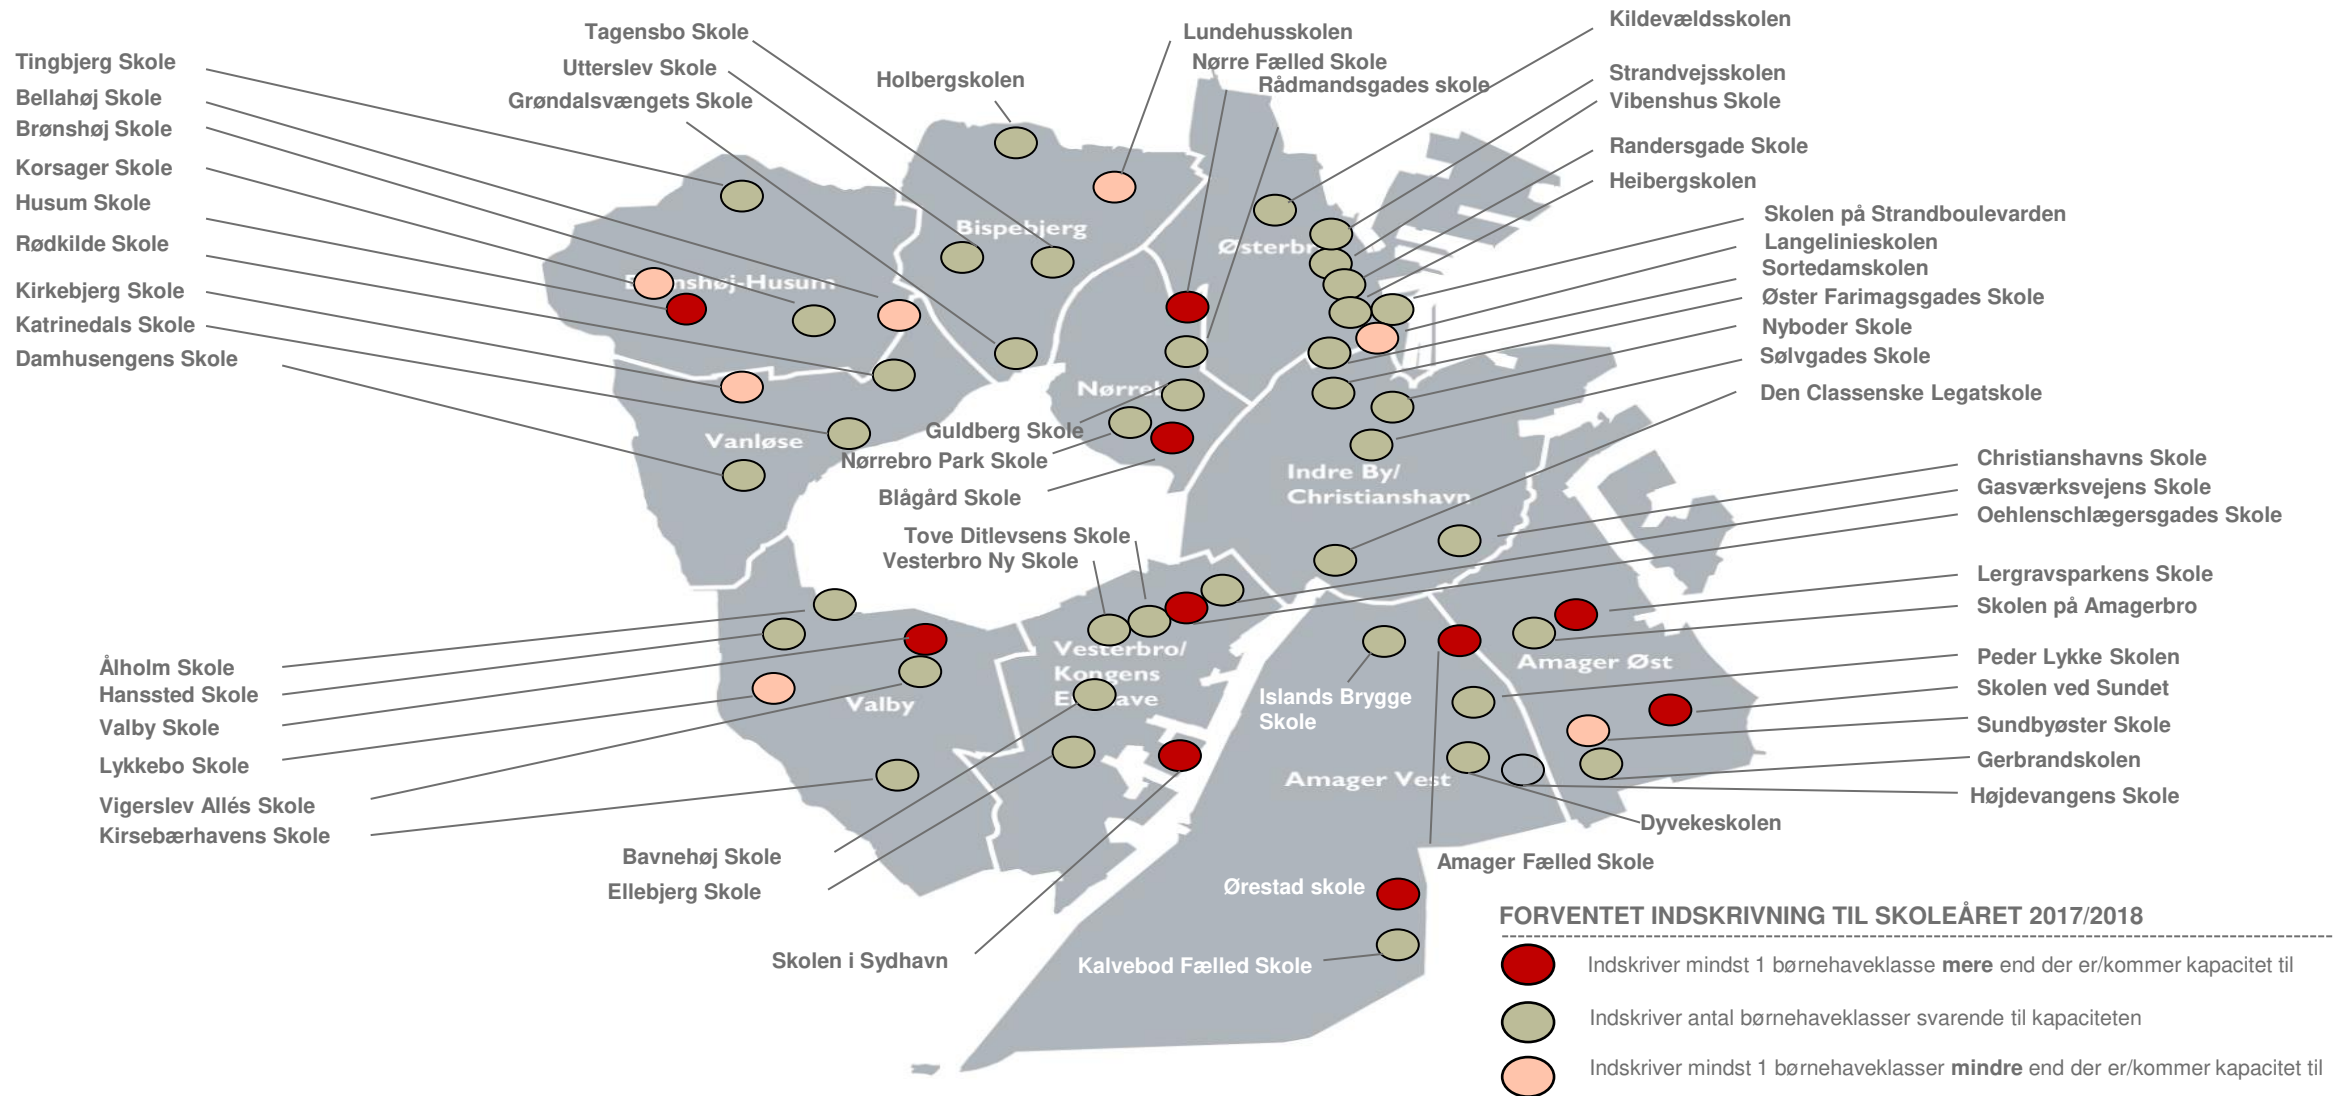 Tingbjerg Skole
Bellahøj Skole
Brønshøj Skole
Korsager Skole
Husum Skole
Rødkilde Skole
Kirkebjerg Skole
Katrinedals Skole
Damhusengens Skole
Tagensbo Skole
Utterslev Skole
Grøndalsvængets Skole
Holbergskolen
Lundehusskolen
Nørre Fælled Skole
Rådmandsgades skole
Kildevældsskolen
Strandvejsskolen
Vibenshus Skole
Randersgade Skole
Heibergskolen
Skolen på Strandboulevarden
Langelinieskolen
Sortedamskolen
Øster Farimagsgades Skole
Nyboder Skole
Sølvgades Skole
Den Classenske Legatskole
Christianshavns Skole
Gasværksvejens Skole
Oehlenschlægersgades Skole
Lergravsparkens Skole
Skolen på Amagerbro
Peder Lykke Skolen
Skolen ved Sundet
Sundbyøster Skole
Gerbrandskolen
Højdevangens Skole
Dyvekeskolen
Amager Fælled Skole
Bispebjerg
Vanløse
Guldberg Skole
Nørrebro Park Skole
Blågård Skole
Indre By/
Christianshavn
Tove Ditlevsens Skole
Vesterbro Ny Skole
Vesterbro/
Kongens
Valby
Amager Øst
Islands Brygge
Skole
Amager Vest
Ålholm Skole
Hanssted Skole
Valby Skole
Lykkebo Skole
Vigerslev Allés Skole
Kirsebærhavens Skole
Bavnehøj Skole
Ellebjerg Skole
Skolen i Sydhavn
Ørestad skole
Kalvebod Fælled Skole
FORVENTET INDSKRIVNING TIL SKOLEÅRET 2017/2018
Indskriver mindst 1 børnehaveklasse mere end der er/kommer kapacitet til
Indskriver antal børnehaveklasser svarende til kapaciteten
Indskriver mindst 1 børnehaveklasser mindre end der er/kommer kapacitet til